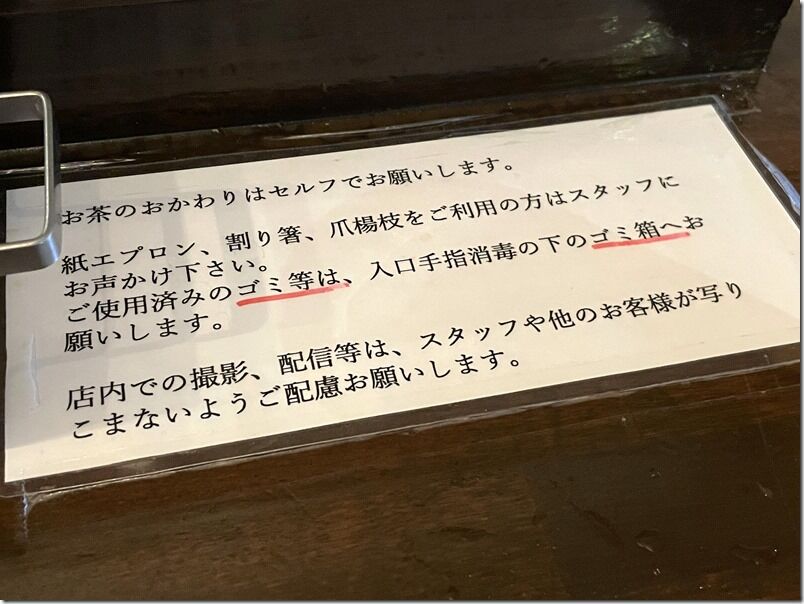 お茶のおかわりはセルフでお願いします。
紙エプロン、割り箸、爪楊枝をご利用の方はスタッフに
お声かけ下さい。
ご使用済みのゴミ等は、入口手指消毒の下のゴミ箱へお
願いします。
店内での撮影、配信等は、スタッフや他のお客様が写り
こまないようご配慮お願いします。